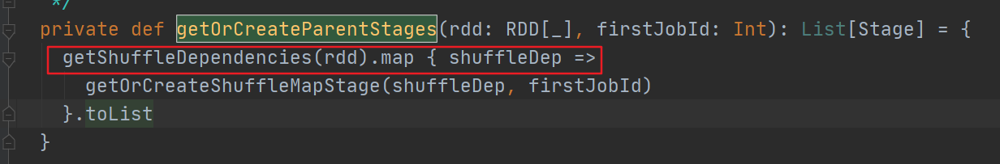 */
private def getOrCreateParentStages(rdd: RDD[_], firstJobId: Int): List[Stage] = {
getShuffleDependencies(rdd).map { shuffleDep =>
getOrCreateShuffleMapStage(shuffleDep, firstJobId)
}.toList
}